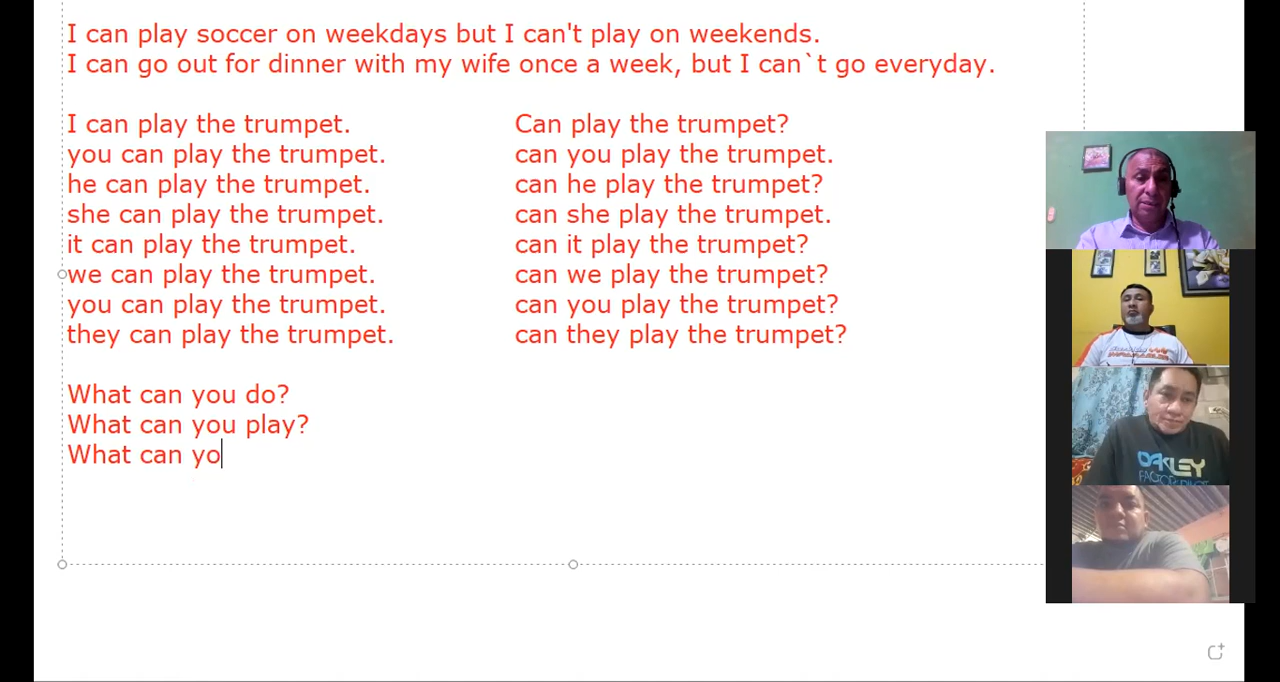 I can play soccer on weekdays but I can't play on weekends.
I can go out for dinner with my wife once a week, but I can`t go everyday.
I can play the trumpet.
you can play the trumpet.
he can play the trumpet.
she can play the trumpet.
it can play the trumpet.
we can play the trumpet.
you can play the trumpet.
they can play the trumpet.
Can play the trumpet?
can you play the trumpet.
can he play the trumpet?
can she play the trumpet.
can it play the trumpet?
can we play the trumpet?
can you play the trumpet?
can they play the trumpet?
What can you do?
What can you play?
What can yo
OAKLEY